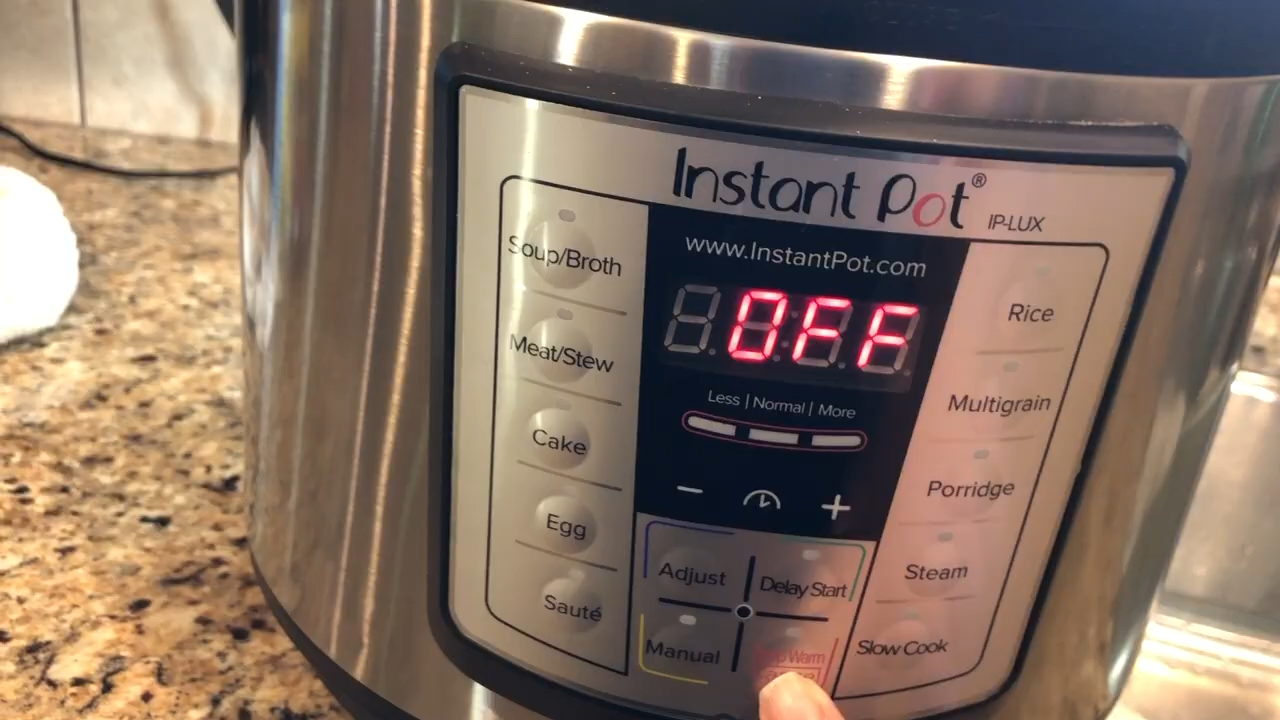 Instant Pot®
IP-LUX
www.InstantPot.com
OFF
Less | Normal | More
− +
Soup/Broth
Meat/Stew
Cake
Egg
Sauté
Rice
Multigrain
Porridge
Steam
Slow Cook
Adjust
Delay Start
Manual
Warm